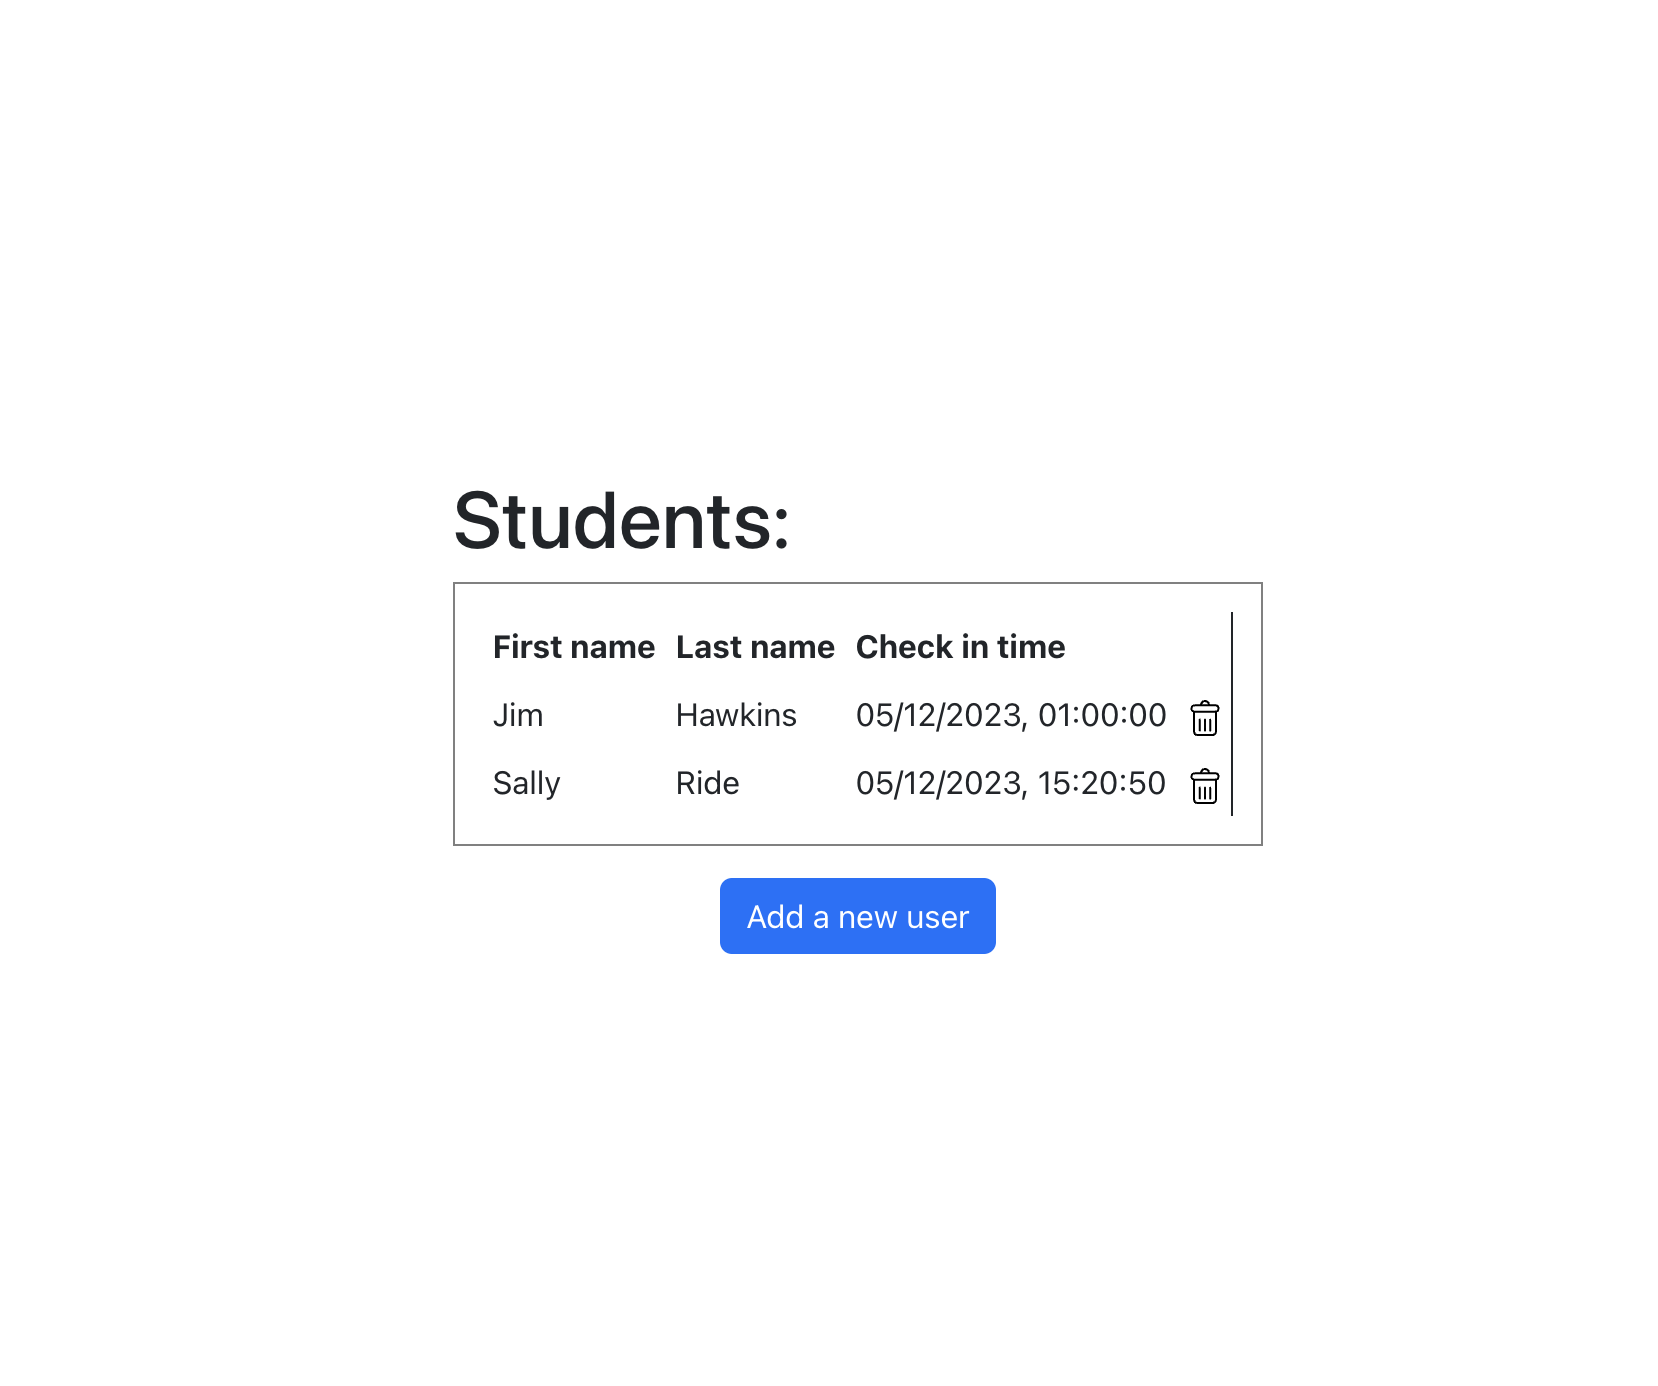 Students:
First name Last name Check in time
Jim Hawkins 05/12/2023, 01:00:00
Sally Ride 05/12/2023, 15:20:50
Add a new user